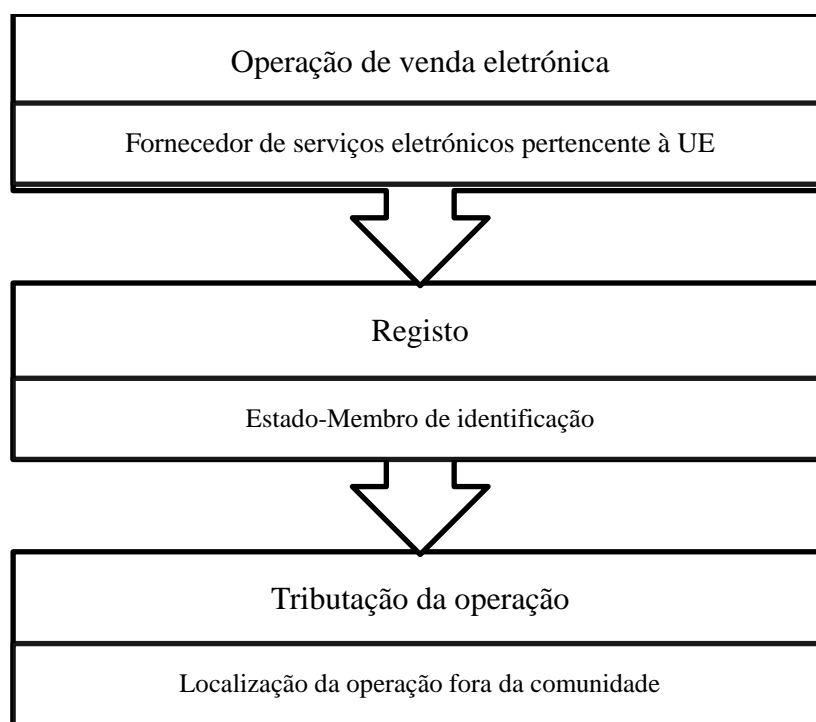 Operação de venda eletrónica
Fornecedor de serviços eletrónicos pertencente à UE
Registo
Estado-Membro de identificação
Tributação da operação
Localização da operação fora da comunidade